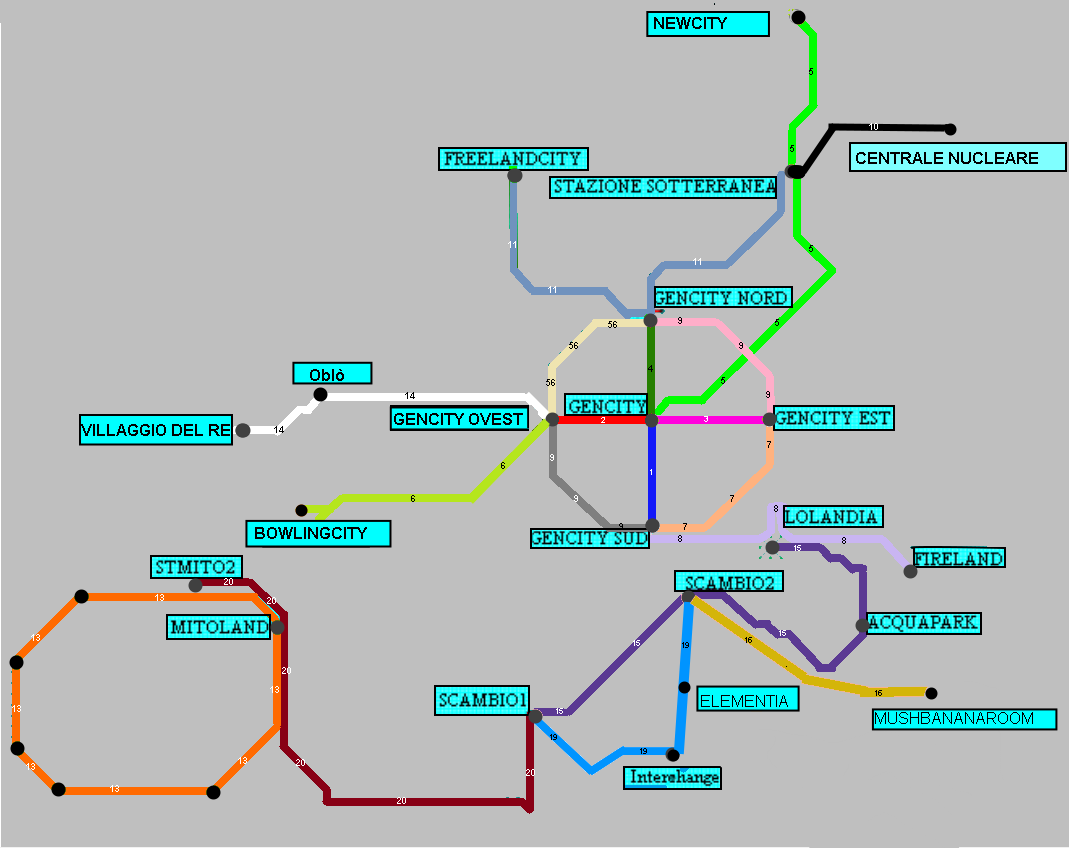 NEWCITY
5
10
5
CENTRALE NUCLEARE
FREELANDCITY
STAZIONE SOTTERRANEA
11
5
11
11
GENCITY NORD
56
9
5
56
9
4
Oblò
56
5
9
14
GENCITY
GENCITY OVEST
2
3
GENCITY EST
VILLAGGIO DEL RE
14
7
9
6
1
6
9
7
BOWLINGCITY
9
7
8
LOLANDIA
GENCITY SUD
8
8
15
FIRELAND
STMITO2
20
SCAMBIO2
13
20
MITOLAND
ACQUAPARK
13
15
16
15
19
20
13
SCAMBIO1
ELEMENTIA
16
13
15
MUSHBANANAROOM
19
19
13
13
20
20
Interchange
13
20